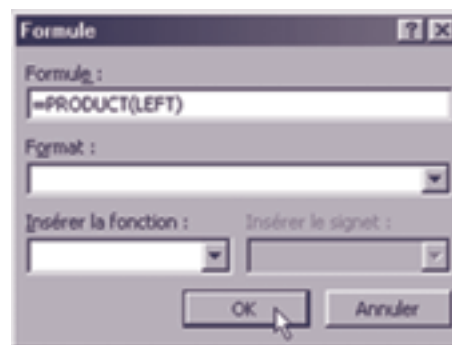 Formule
Formule :
=PRODUCT(LEFT)
Format :
Insérer la fonction : Insérer le signet :
OK Annuler